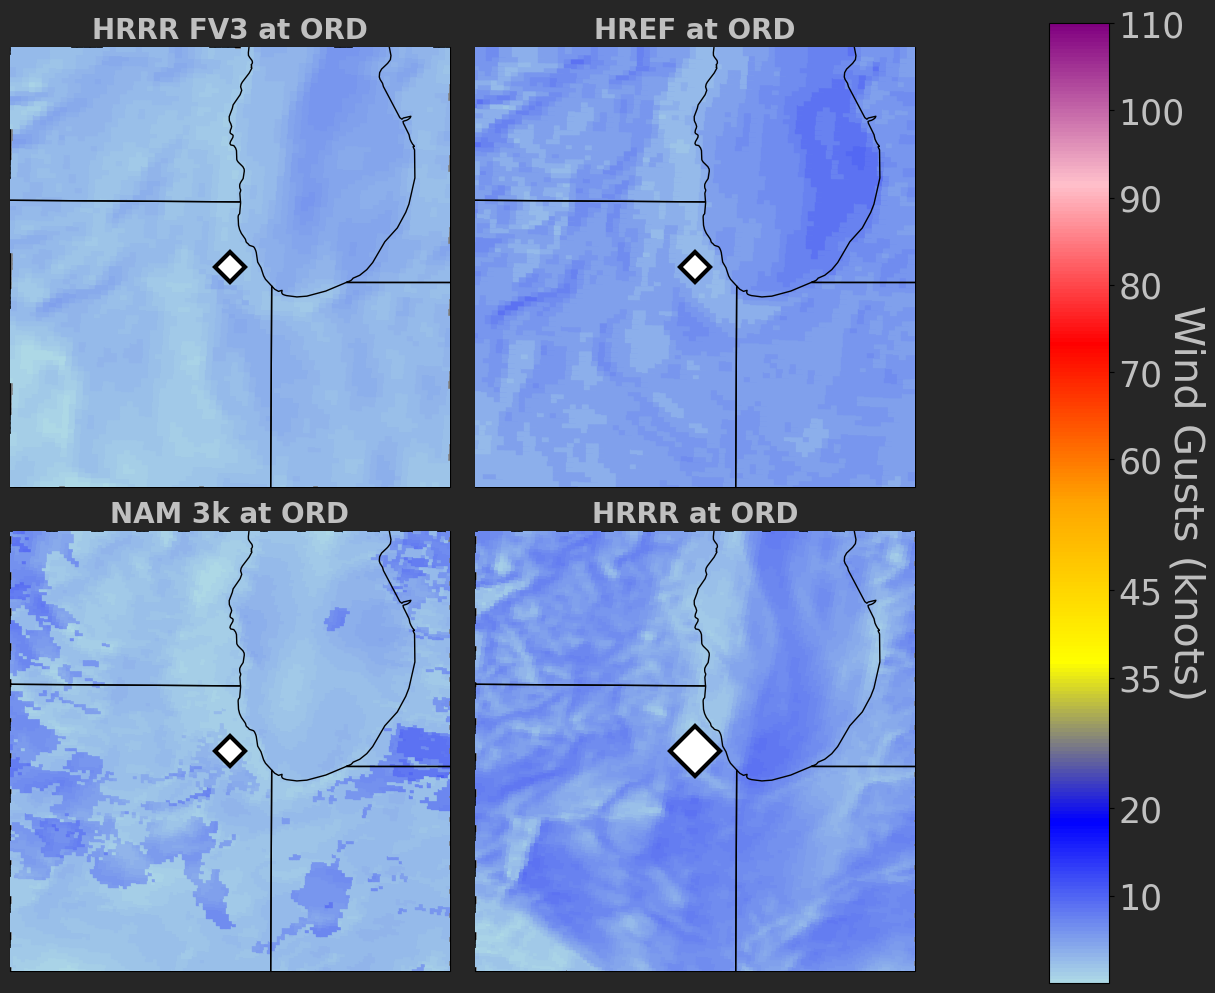 HRRR FV3 at ORD
HREF at ORD
NAM 3k at ORD
HRRR at ORD
110
100
90
80
70
60
45
35
20
10
Wind Gusts (knots)